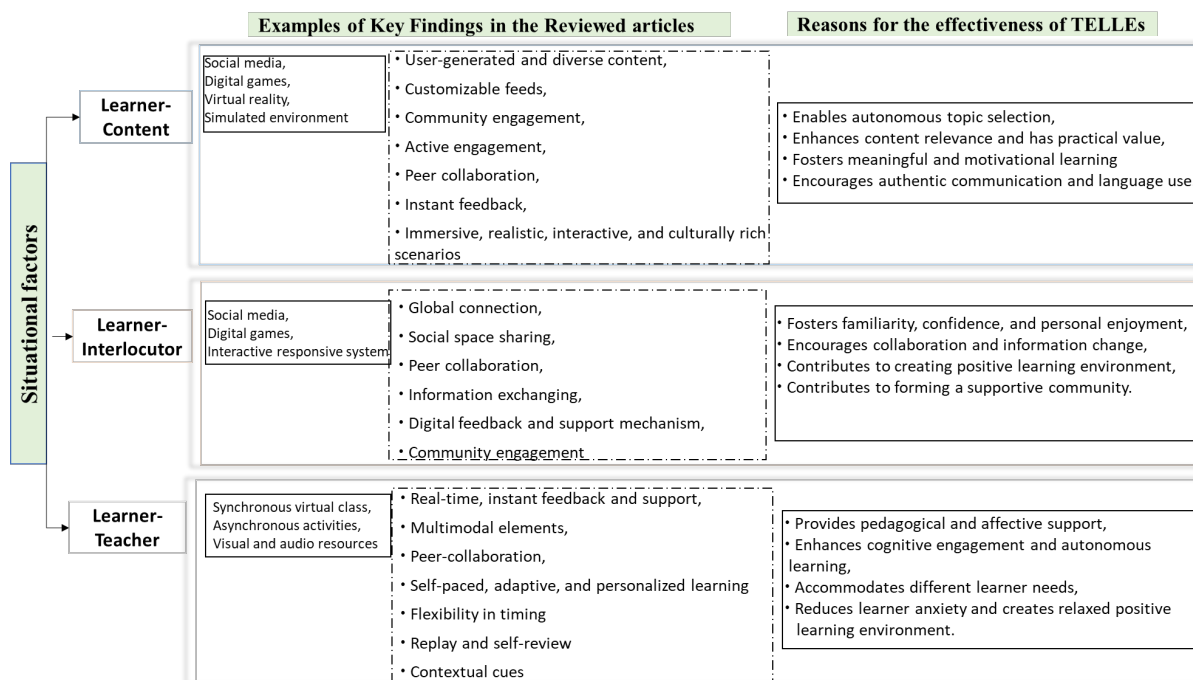 Examples of Key Findings in the Reviewed articles
Reasons for the effectiveness of TELLEs
Situational factors
Learner-
Content
Social media,
Digital games,
Virtual reality,
Simulated environment
• User-generated and diverse content,
• Customizable feeds,
• Community engagement,
• Active engagement,
• Peer collaboration,
• Instant feedback,
• Immersive, realistic, interactive, and culturally rich
scenarios
• Enables autonomous topic selection,
• Enhances content relevance and has practical value,
• Fosters meaningful and motivational learning
• Encourages authentic communication and language use
Learner-
Interlocutor
Social media,
Digital games,
Interactive responsive system
• Global connection,
• Social space sharing,
• Peer collaboration,
• Information exchanging,
• Digital feedback and support mechanism,
• Community engagement
• Fosters familiarity, confidence, and personal enjoyment,
• Encourages collaboration and information change,
• Contributes to creating positive learning environment,
• Contributes to forming a supportive community.
Learner-
Teacher
Synchronous virtual class,
Asynchronous activities,
Visual and audio resources
• Real-time, instant feedback and support,
• Multimodal elements,
• Peer-collaboration,
• Self-paced, adaptive, and personalized learning
• Flexibility in timing
• Replay and self-review
• Contextual cues
• Provides pedagogical and affective support,
• Enhances cognitive engagement and autonomous
learning,
• Accommodates different learner needs,
• Reduces learner anxiety and creates relaxed positive
learning environment.